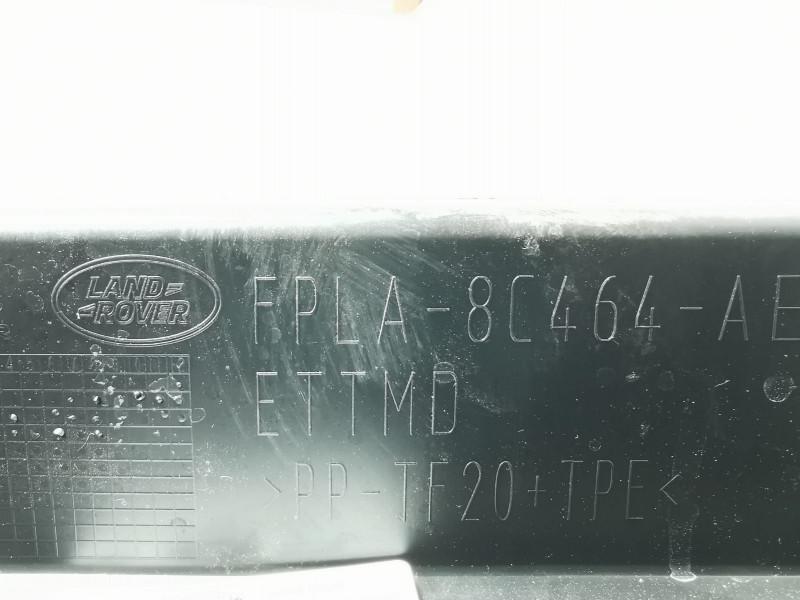 LAND
ROVER
FPLA-8C464-AE
ETTMD
>PP-TF20+TPE<